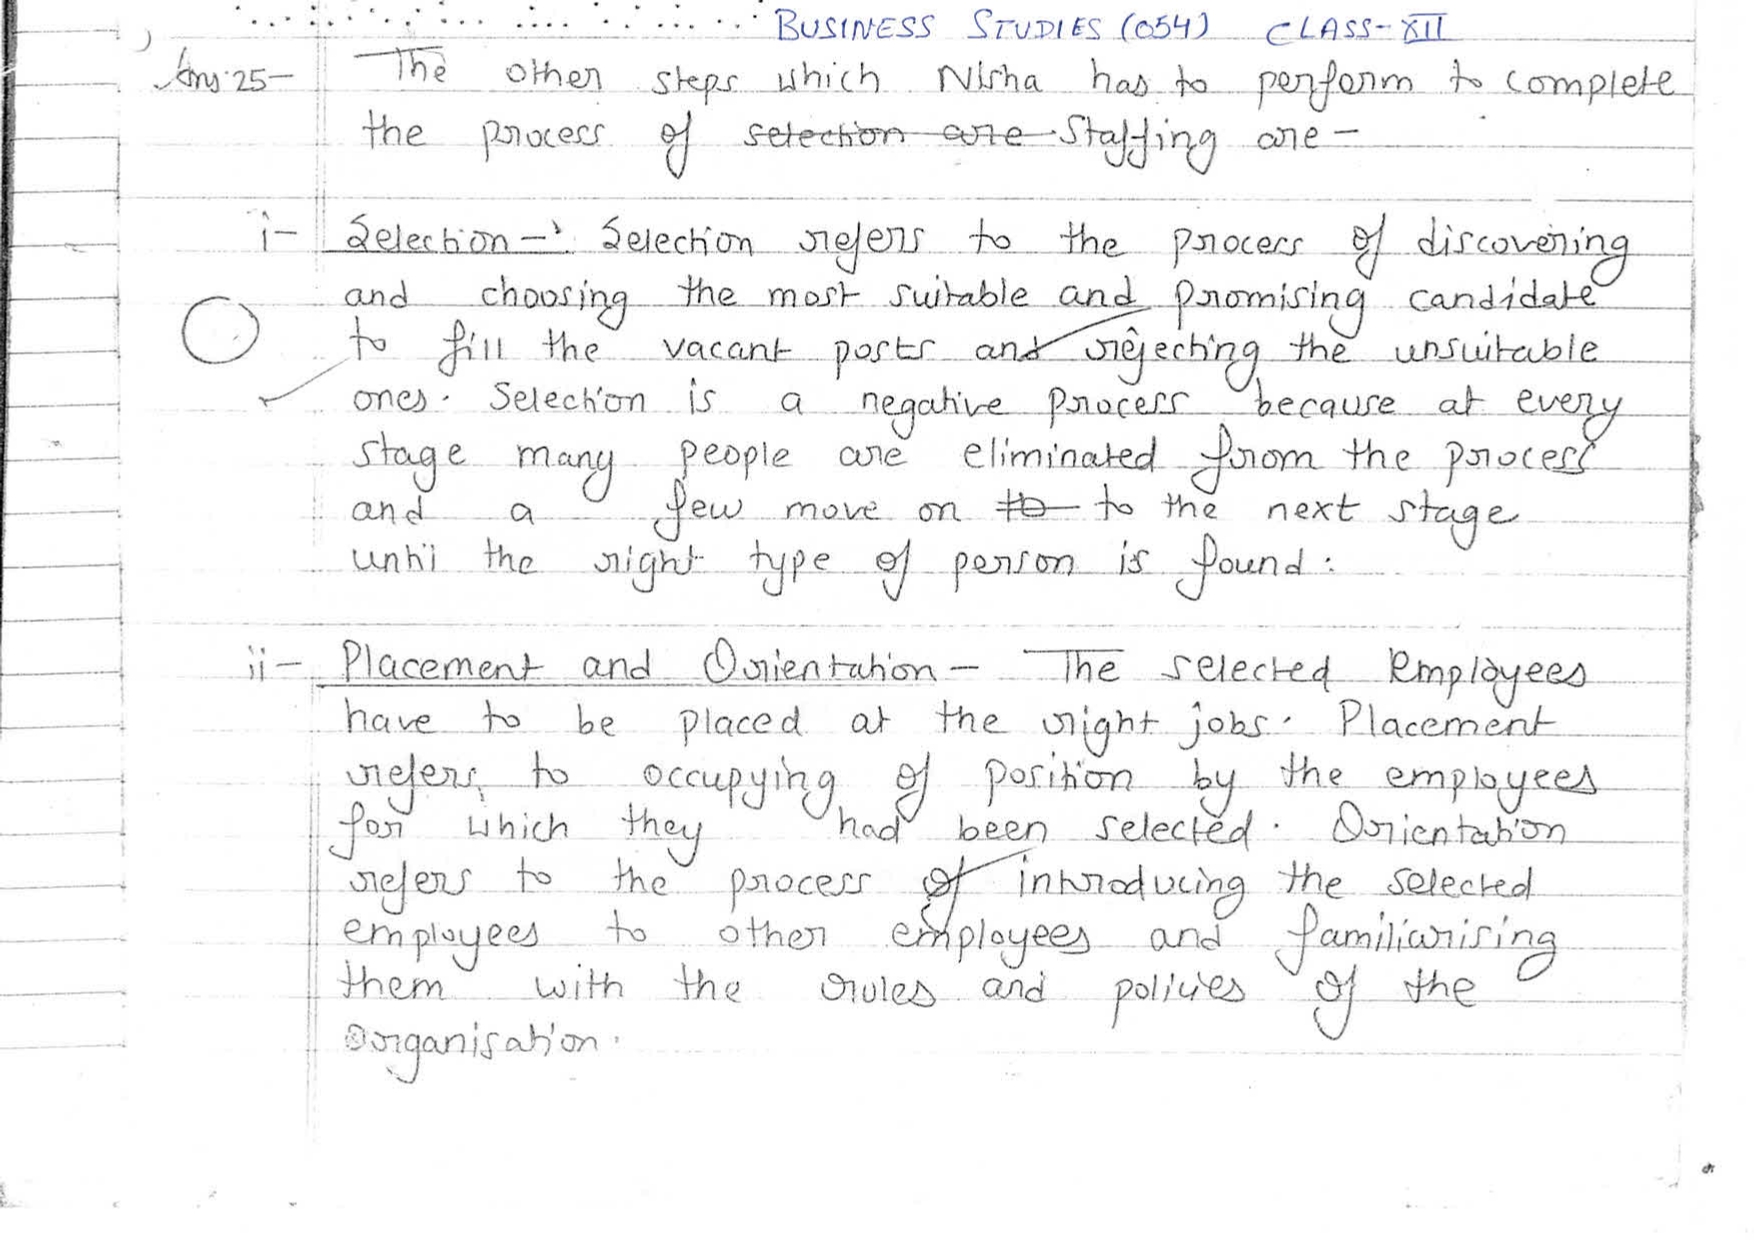 BUSINESS STUDIES (054) CLASS-XII
Ans 25- The other steps which Nisha has to perform to complete
the process of selection are Staffing are -
i- Selection - Selection refers to the process of discovering
and choosing the most suitable and promising candidate
to fill the vacant posts and rejecting the unsuitable
ones. Selection is a negative process because at every
stage many people are eliminated from the process
and a few move on to to the next stage
until the right type of person is found.
ii- Placement and Orientation - The selected employees
have to be placed at the right jobs. Placement
refers to occupying of position by the employees
for which they had been selected. Orientation
refers to the process of introducing the selected
employees to other employees and familiarising
them with the rules and policies of the
organisation.